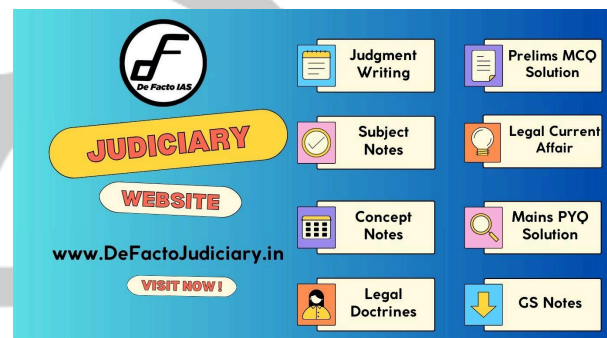 De Facto IAS
JUDICIARY
WEBSITE
www.DeFactoJudiciary.in
VISIT NOW!
Judgment
Writing
Prelims MCQ
Solution
Subject
Notes
Legal Current
Affair
Concept
Notes
Mains PYQ
Solution
Legal
Doctrines
GS Notes